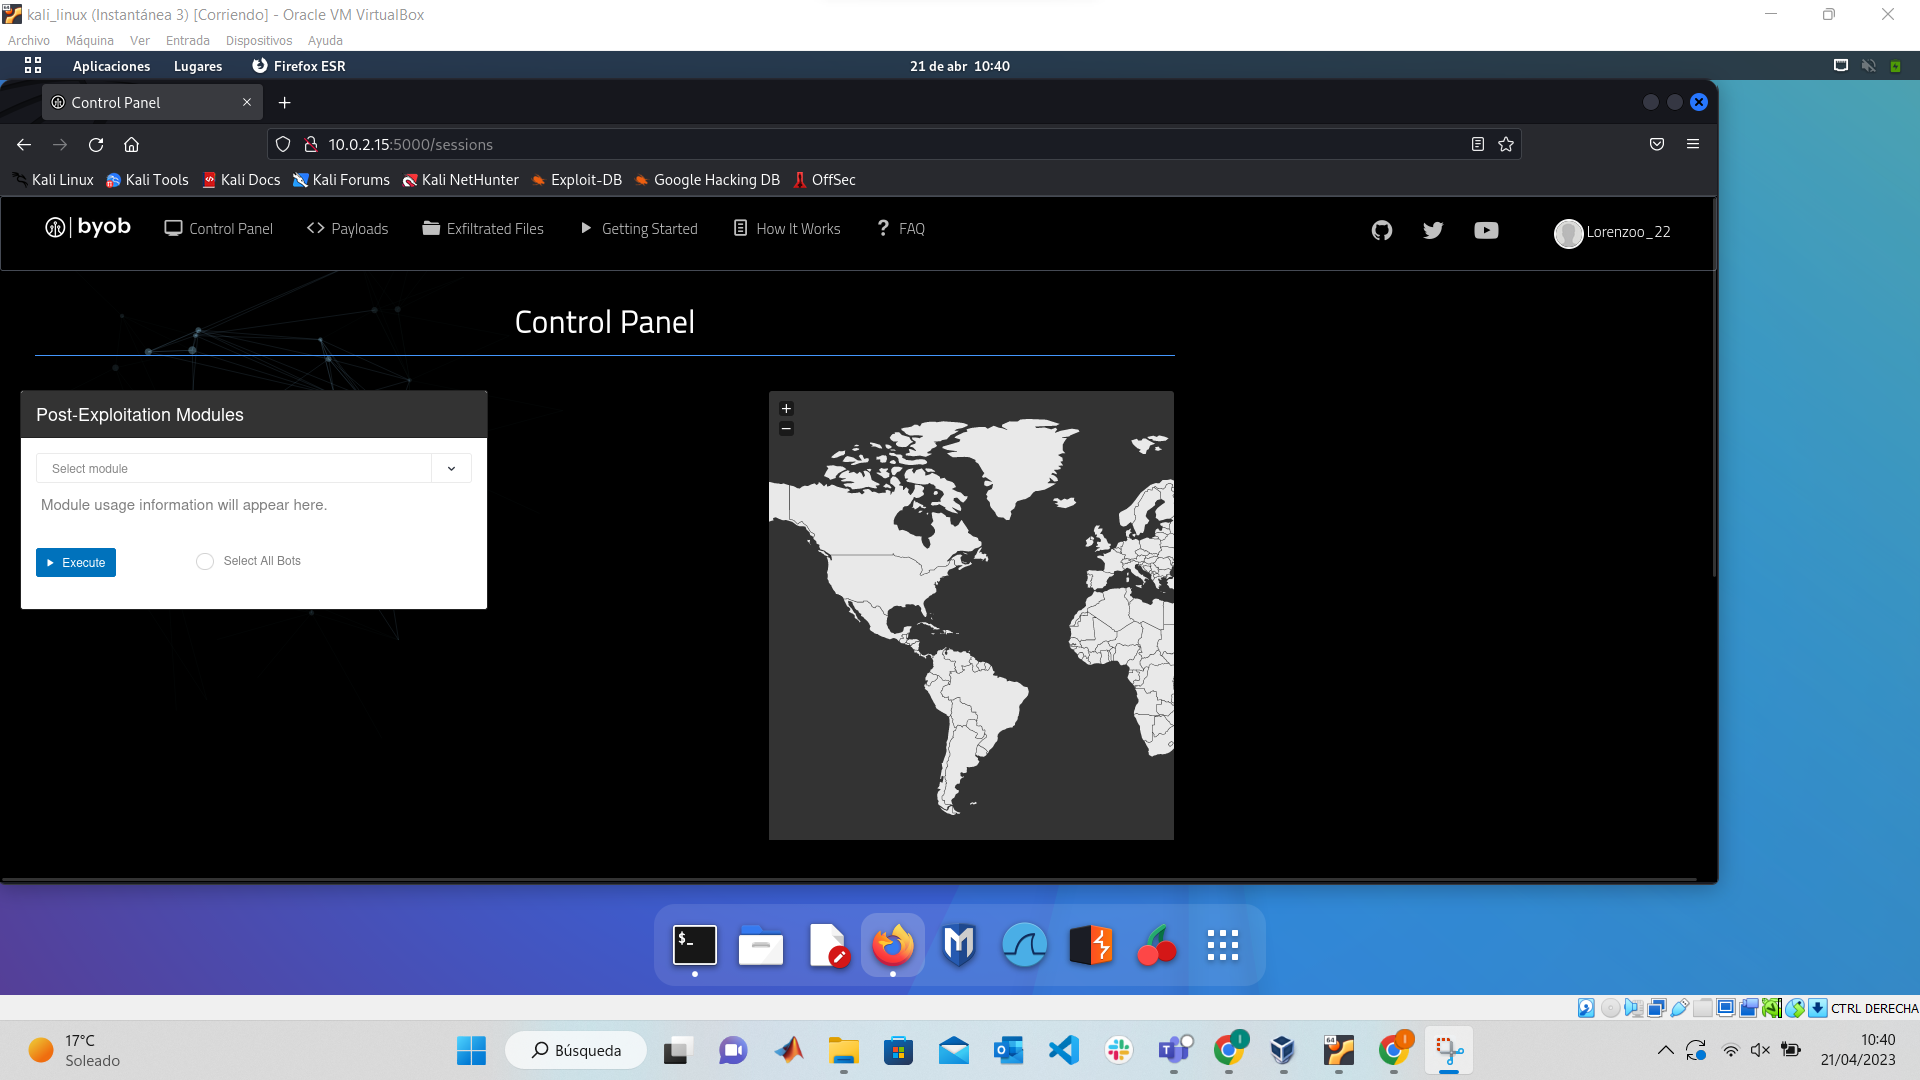 kali_linux (Instantánea 3) [Corriendo] - Oracle VM VirtualBox
Archivo Máquina Ver Entrada Dispositivos Ayuda
Aplicaciones Lugares Firefox ESR 21 de abr 10:40
Control Panel
10.0.2.15:5000/sessions
Kali Linux Kali Tools Kali Docs Kali Forums Kali NetHunter Exploit-DB Google Hacking DB OffSec
byob Control Panel Payloads Exfiltrated Files Getting Started How It Works FAQ Lorenzoo_22
Control Panel
Post-Exploitation Modules
Select module
Module usage information will appear here.
Execute Select All Bots
+
−
$_
CTRL DERECHA
17°C
Soleado
Búsqueda
10:40
21/04/2023